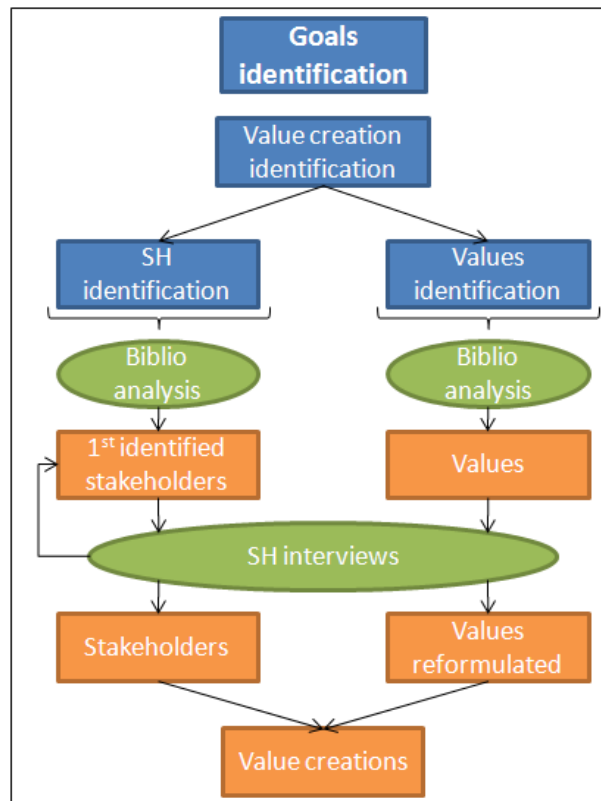 Goals
identification
Value creation
identification
SH
identification
Values
identification
Biblio
analysis
Biblio
analysis
1st identified
stakeholders
Values
SH interviews
Stakeholders
Values
reformulated
Value creations